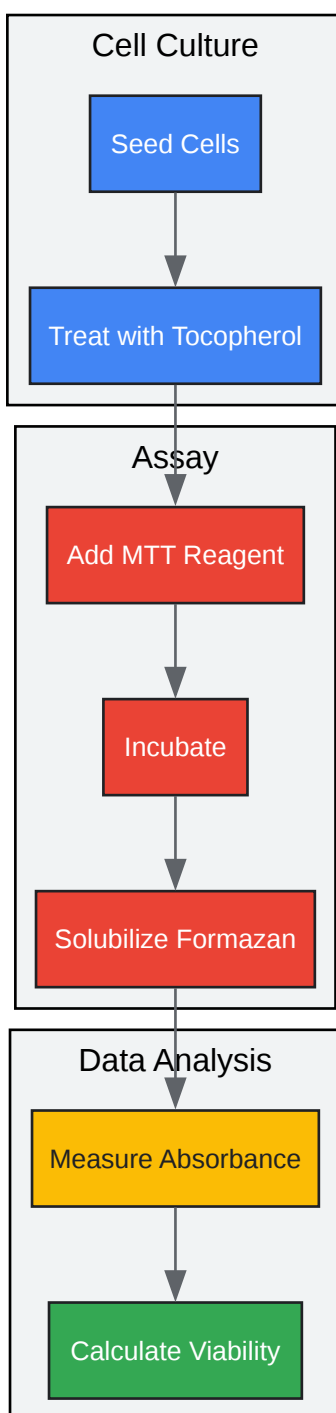 Cell Culture
Seed Cells
Treat with Tocopherol
Assay
Add MTT Reagent
Incubate
Solubilize Formazan
Data Analysis
Measure Absorbance
Calculate Viability